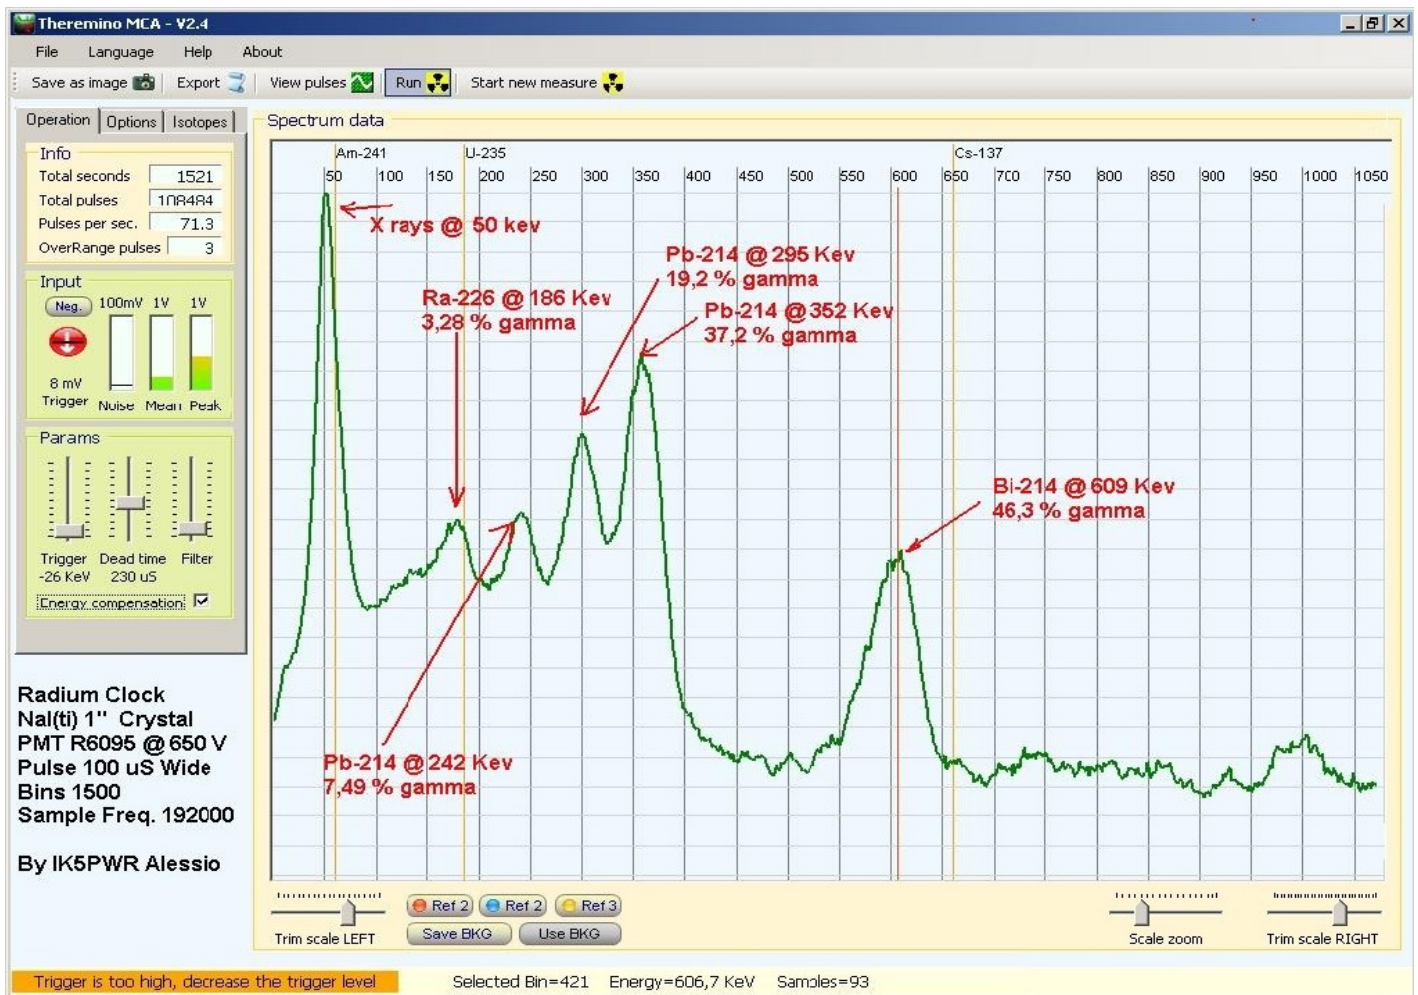 Theremino MCA - V2.4
File Language Help About
Save as image Export View pulses Run Start new measure
Operation Options Isotopes
Info
Total seconds 1521
Total pulses 108484
Pulses per sec. 71.3
OverRange pulses 3
Input
Neg. 100mV 1V 1V
8 mV
Trigger Noise Mean Peak
Params
Trigger Dead time Filter
-26 KeV 230 uS
Energy compensation
Radium Clock
NaI(ti) 1" Crystal
PMT R6095 @ 650 V
Pulse 100 uS Wide
Bins 1500
Sample Freq. 192000
By IK5PWR Alessio
Spectrum data
Am-241 U-235 Cs-137
50 100 150 200 250 300 350 400 450 500 550 600 650 700 750 800 850 900 950 1000 1050
X rays @ 50 kev
Ra-226 @ 186 Kev
3,28 % gamma
Pb-214 @ 295 Kev
19,2 % gamma
Pb-214 @ 352 Kev
37,2 % gamma
Bi-214 @ 609 Kev
46,3 % gamma
Pb-214 @ 242 Kev
7,49 % gamma
Trim scale LEFT
Ref 2 Ref 2 Ref 3
Save BKG Use BKG
Scale zoom Trim scale RIGHT
Trigger is too high, decrease the trigger level Selected Bin=421 Energy=606,7 KeV Samples=93